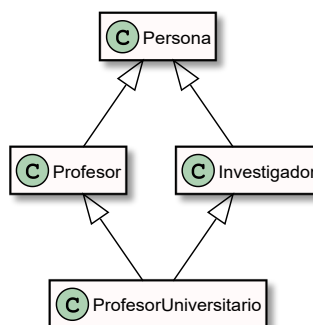 C Persona
C Profesor
C Investigador
C ProfesorUniversitario